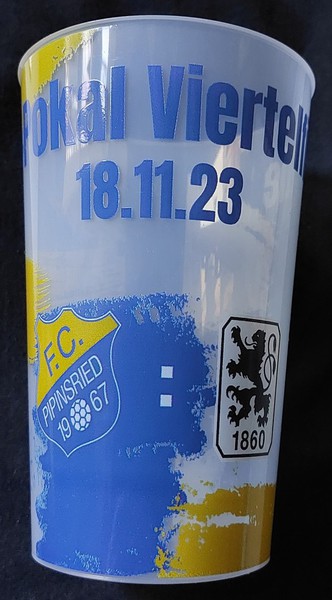 Pokal Viertelf
18.11.23
F.C.
PIPINSRIED
19 67
:
1860